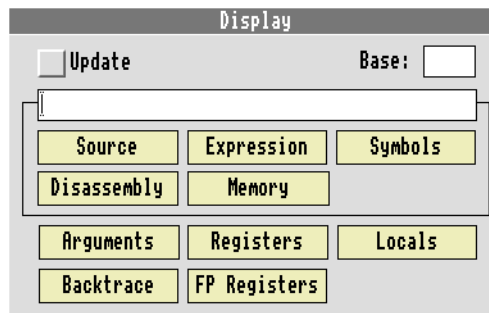 Display
Update Base:
Source Expression Symbols
Disassembly Memory
Arguments Registers Locals
Backtrace FP Registers